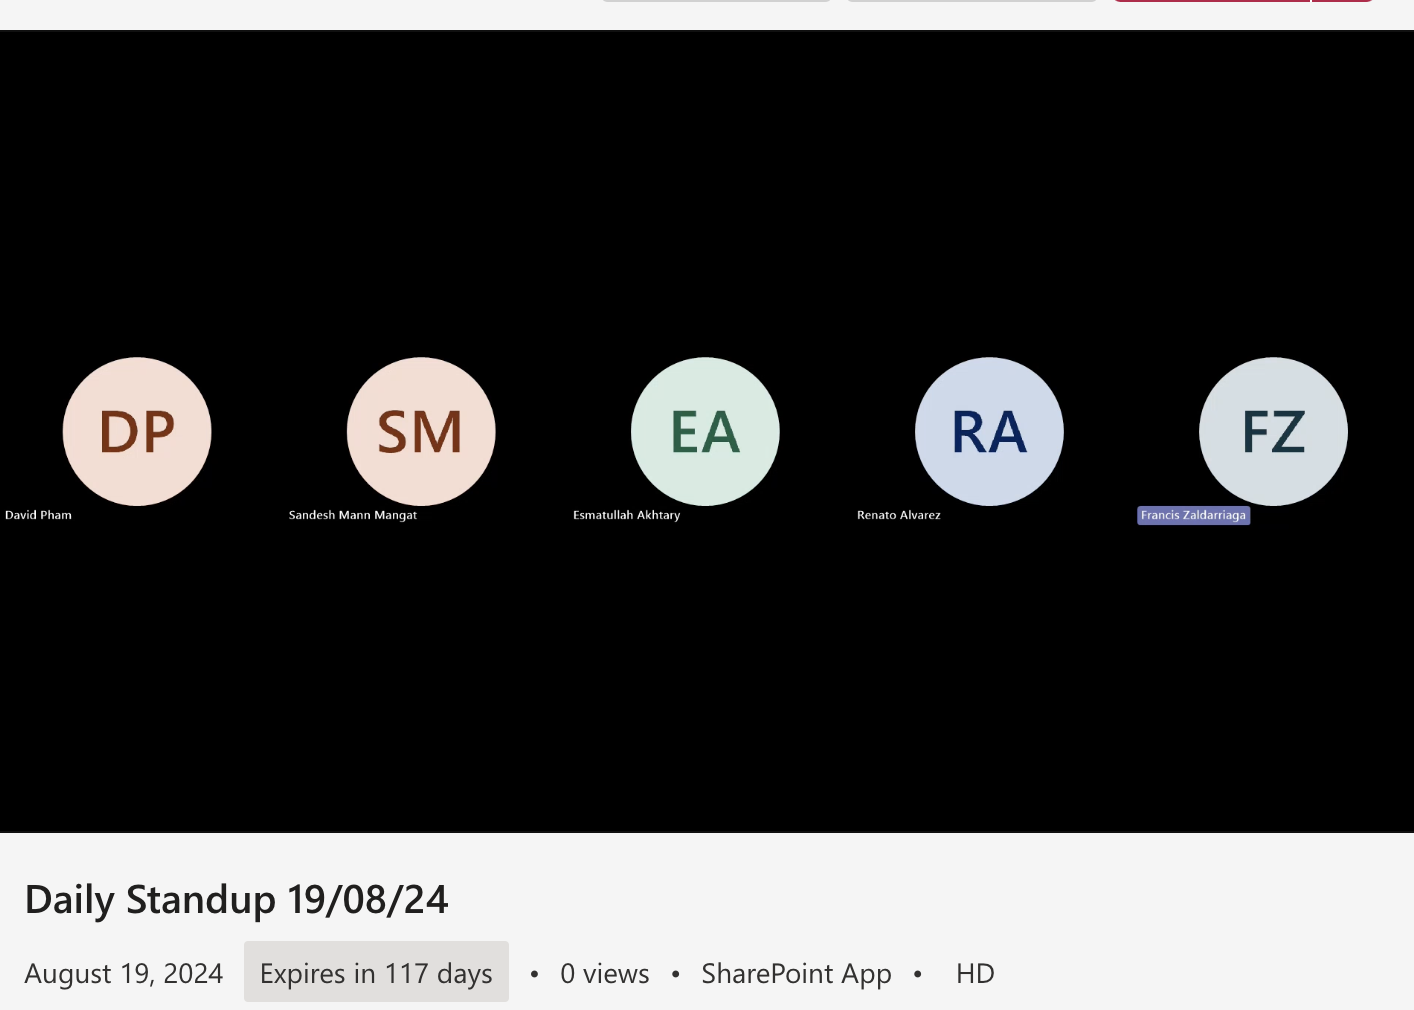 DP
SM
EA
RA
FZ
David Pham
Sandesh Mann Mangat
Esmatullah Akhtary
Renato Alvarez
Francis Zaldarriaga
Daily Standup 19/08/24
August 19, 2024 Expires in 117 days • 0 views • SharePoint App • HD